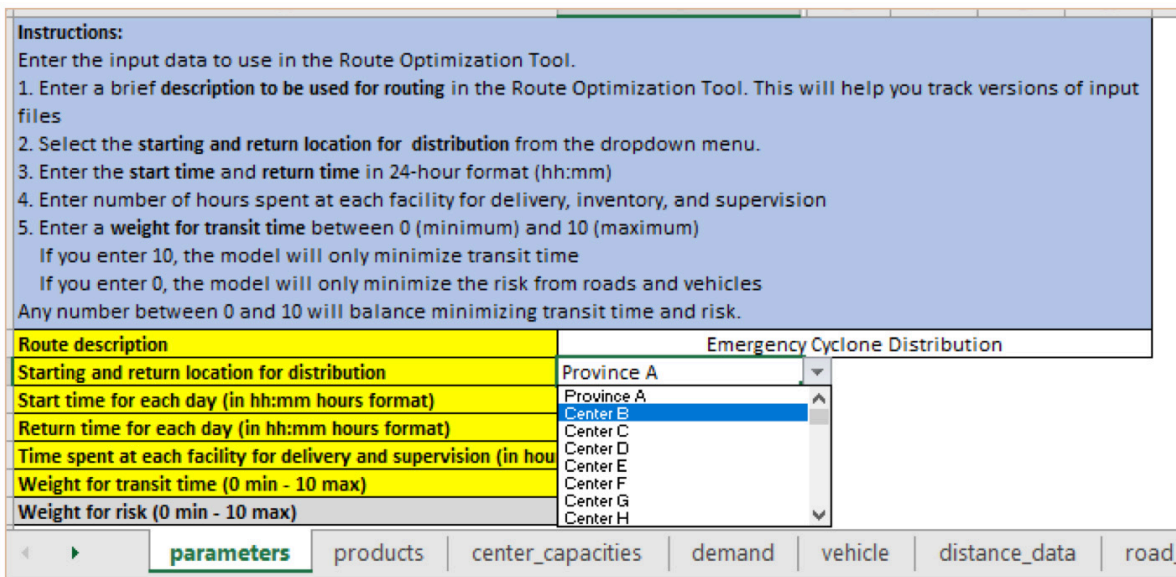 Instructions:
Enter the input data to use in the Route Optimization Tool.
1. Enter a brief description to be used for routing in the Route Optimization Tool. This will help you track versions of input
files
2. Select the starting and return location for distribution from the dropdown menu.
3. Enter the start time and return time in 24-hour format (hh:mm)
4. Enter number of hours spent at each facility for delivery, inventory, and supervision
5. Enter a weight for transit time between 0 (minimum) and 10 (maximum)
If you enter 10, the model will only minimize transit time
If you enter 0, the model will only minimize the risk from roads and vehicles
Any number between 0 and 10 will balance minimizing transit time and risk.
Route description Emergency Cyclone Distribution
Starting and return location for distribution Province A
Start time for each day (in hh:mm hours format) Province A
Center B
Return time for each day (in hh:mm hours format) Center C
Center D
Time spent at each facility for delivery and supervision (in hou Center E
Weight for transit time (0 min - 10 max) Center F
Center G
Weight for risk (0 min - 10 max) Center H
parameters products center_capacities demand vehicle distance_data road